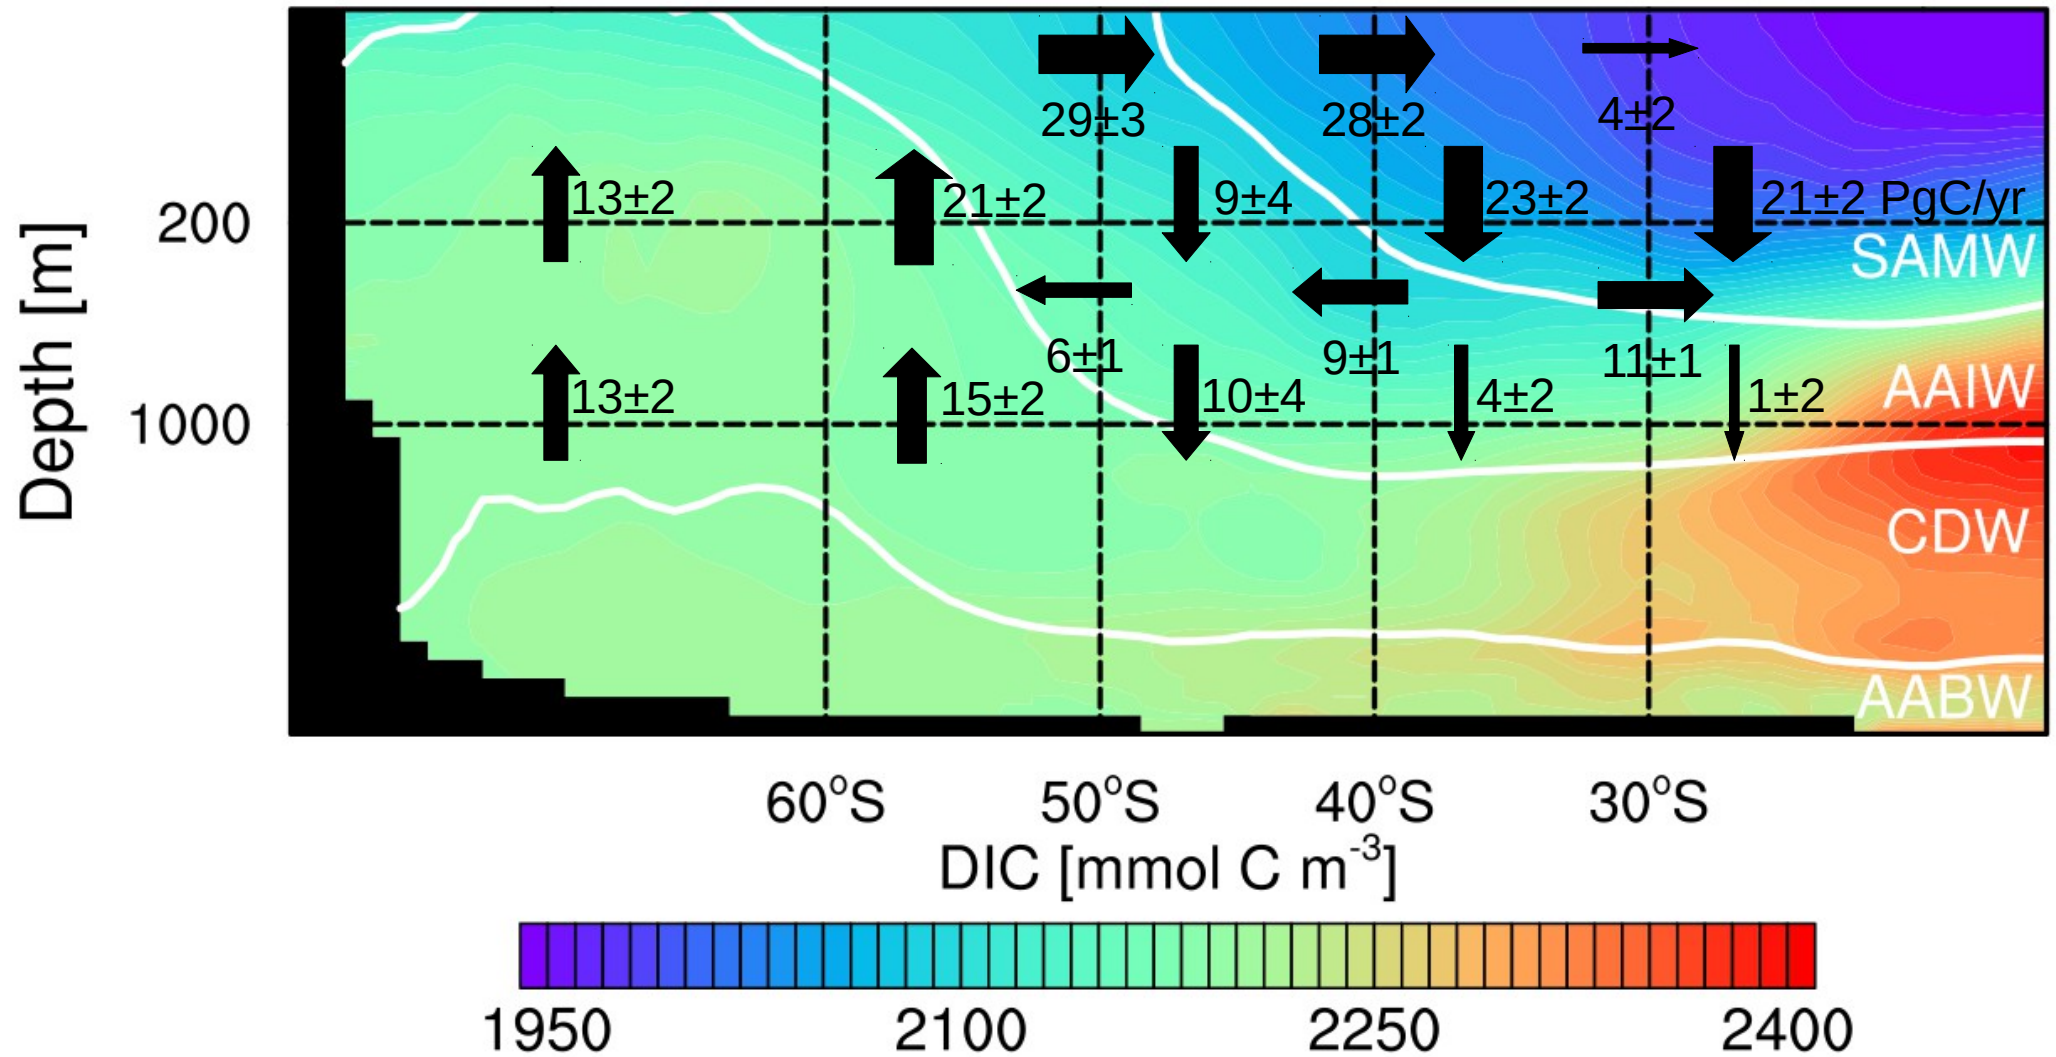 29±3
28±2
4±2
13±2
21±2
9±4
23±2
21±2 PgC/yr
200
SAMW
Depth [m]
6±1
9±1
11±1
13±2
15±2
10±4
4±2
1±2
AAIW
1000
CDW
AABW
60°S 50°S 40°S 30°S
DIC [mmol C m⁻³]
1950 2100 2250 2400